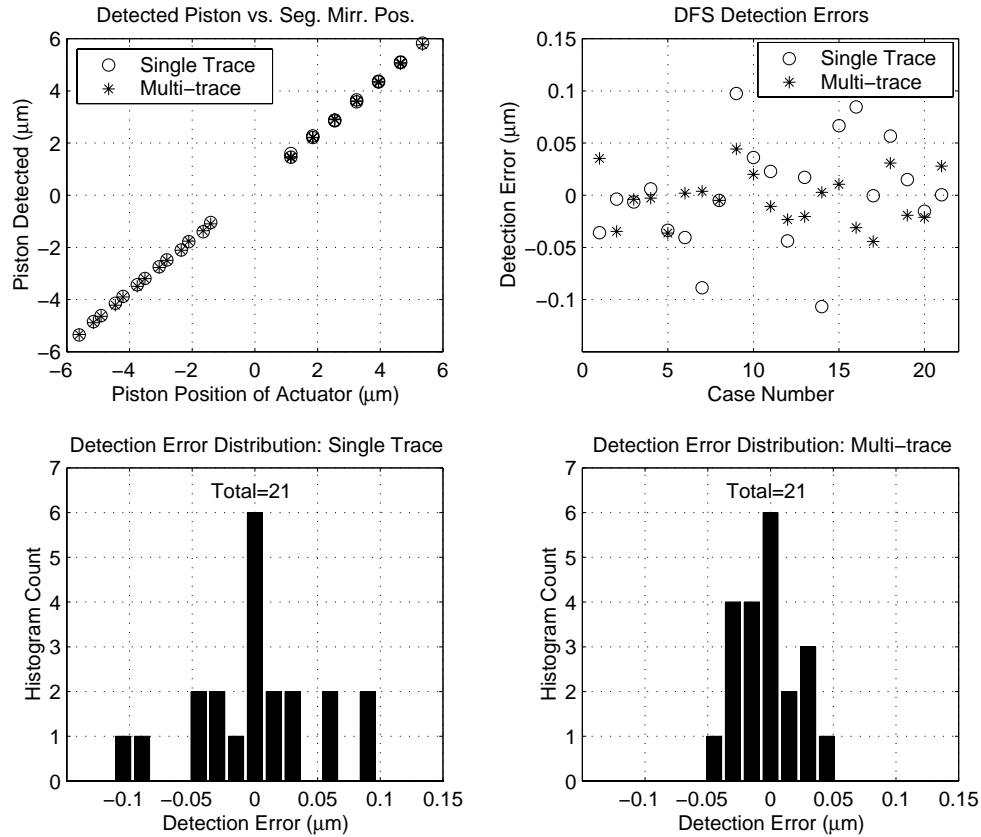 Detected Piston vs. Seg. Mirr. Pos.
6
4
2
0
−2
−4
−6
Piston Detected (μm)
Single Trace
Multi−trace
−6 −4 −2 0 2 4 6
Piston Position of Actuator (μm)
DFS Detection Errors
0.15
0.1
0.05
0
−0.05
−0.1
Detection Error (μm)
Single Trace
Multi−trace
0 5 10 15 20
Case Number
Detection Error Distribution: Single Trace
7
6
5
4
3
2
1
0
Histogram Count
Total=21
−0.1 −0.05 0 0.05 0.1 0.15
Detection Error (μm)
Detection Error Distribution: Multi−trace
7
6
5
4
3
2
1
0
Histogram Count
Total=21
−0.1 −0.05 0 0.05 0.1 0.15
Detection Error (μm)